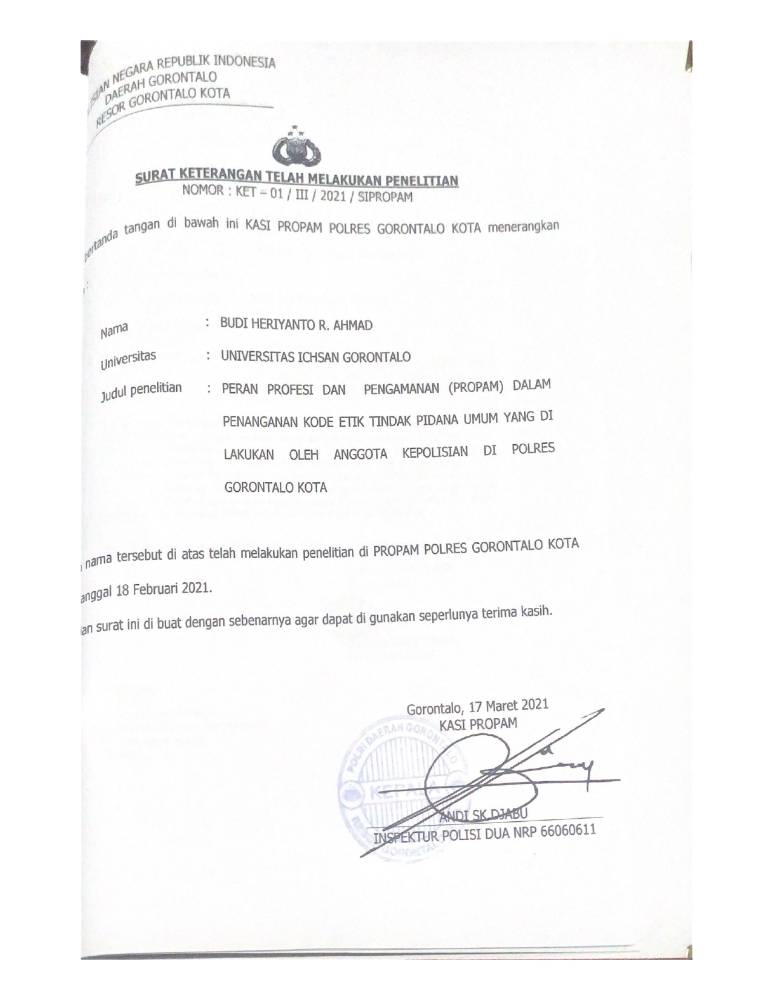 NEGARA REPUBLIK INDONESIA
DAERAH GORONTALO
RESOR GORONTALO KOTA
SURAT KETERANGAN TELAH MELAKUKAN PENELITIAN
NOMOR : KET – 01 / III / 2021 / SIPROPAM
bertanda tangan di bawah ini KASI PROPAM POLRES GORONTALO KOTA menerangkan
:
Nama : BUDI HERIYANTO R. AHMAD
Universitas : UNIVERSITAS ICHSAN GORONTALO
Judul penelitian : PERAN PROFESI DAN PENGAMANAN (PROPAM) DALAM
PENANGANAN KODE ETIK TINDAK PIDANA UMUM YANG DI
LAKUKAN OLEH ANGGOTA KEPOLISIAN DI POLRES
GORONTALO KOTA
nama tersebut di atas telah melakukan penelitian di PROPAM POLRES GORONTALO KOTA
anggal 18 Februari 2021.
an surat ini di buat dengan sebenarnya agar dapat di gunakan seperlunya terima kasih.
Gorontalo, 17 Maret 2021
KASI PROPAM
POLRI DAERAH GORONTALO
KEPALA
RESOR GORONTALO
ANDI SK.DJABU
INSPEKTUR POLISI DUA NRP 66060611